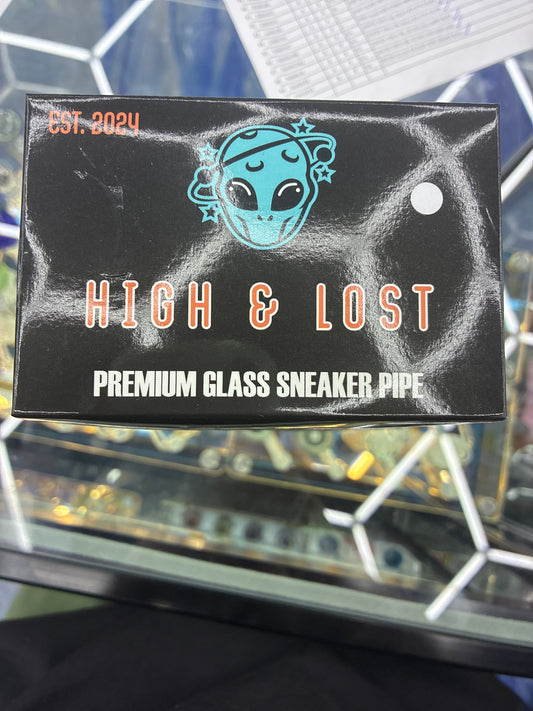 EST. 2024
HIGH & LOST
PREMIUM GLASS SNEAKER PIPE